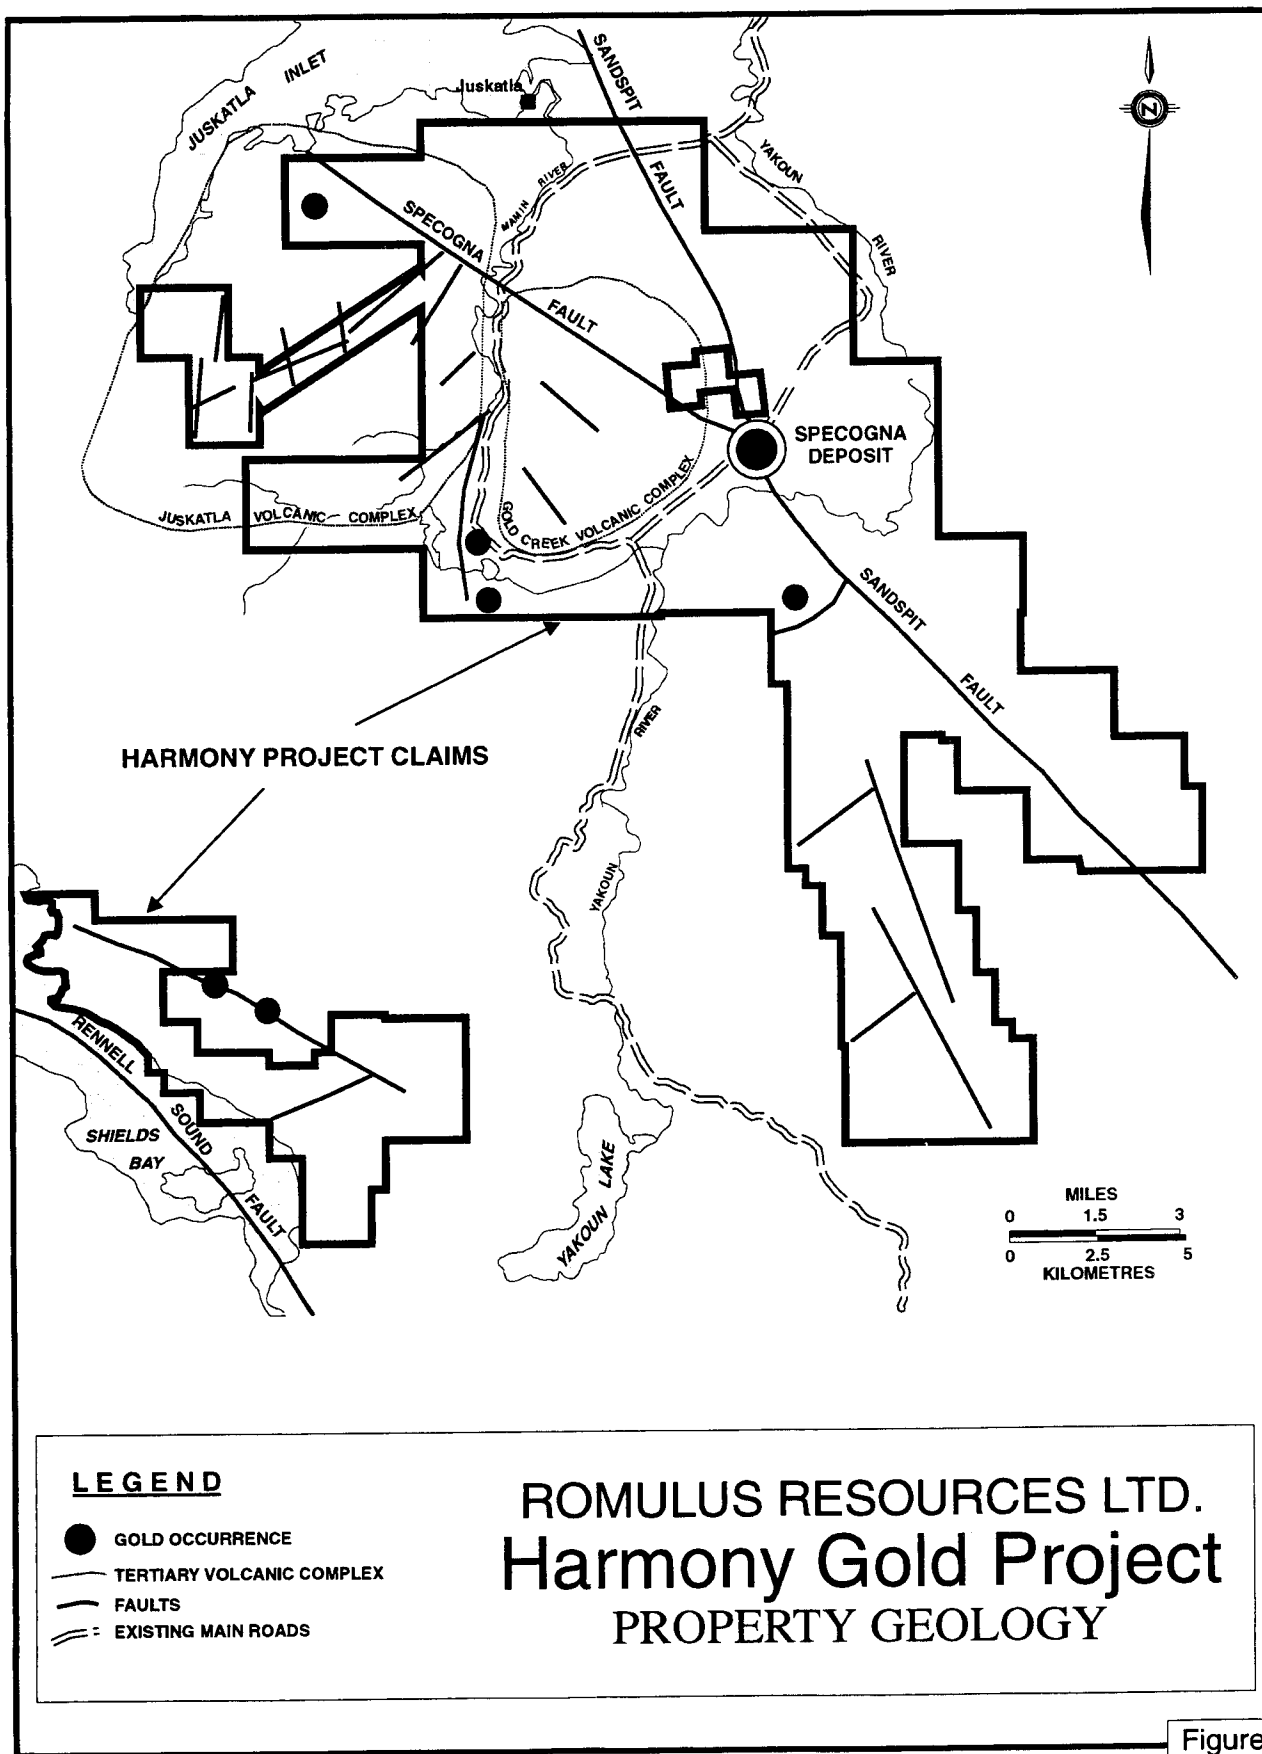 JUSKATLA INLET
Juskatla
SANDSPIT
FAULT
N
YAKOUN
RIVER
MAMIN RIVER
SPECOGNA
FAULT
SPECOGNA
DEPOSIT
JUSKATLA VOLCANIC COMPLEX
GOLD CREEK VOLCANIC COMPLEX
SANDSPIT
FAULT
RIVER
YAKOUN
HARMONY PROJECT CLAIMS
RENNELL
SOUND
FAULT
SHIELDS
BAY
YAKOUN LAKE
MILES
0 1.5 3
0 2.5 5
KILOMETRES
LEGEND
GOLD OCCURRENCE
TERTIARY VOLCANIC COMPLEX
FAULTS
EXISTING MAIN ROADS
ROMULUS RESOURCES LTD.
Harmony Gold Project
PROPERTY GEOLOGY
Figure